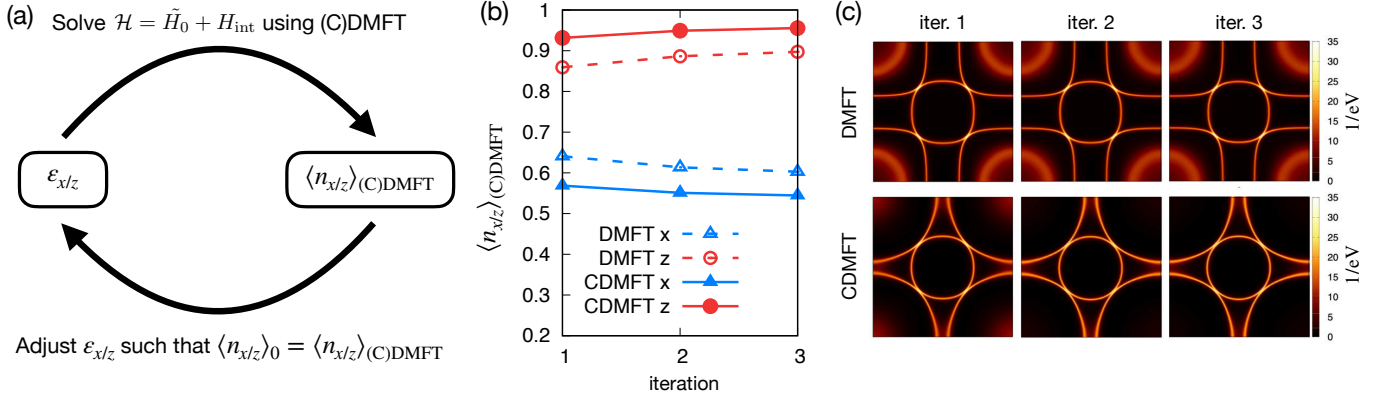 (a)
Solve ℋ = H̃₀ + H_int using (C)DMFT
ε_x/z
⟨n_x/z⟩_(C)DMFT
Adjust ε_x/z such that ⟨n_x/z⟩₀ = ⟨n_x/z⟩_(C)DMFT
(b)
⟨n_x/z⟩_(C)DMFT
1
0.9
0.8
0.7
0.6
0.5
0.4
0.3
0.2
DMFT x
DMFT z
CDMFT x
CDMFT z
1 2 3
iteration
(c)
iter. 1 iter. 2 iter. 3
DMFT
35
30
25
20
15
10
5
0
1/eV
CDMFT
35
30
25
20
15
10
5
0
1/eV